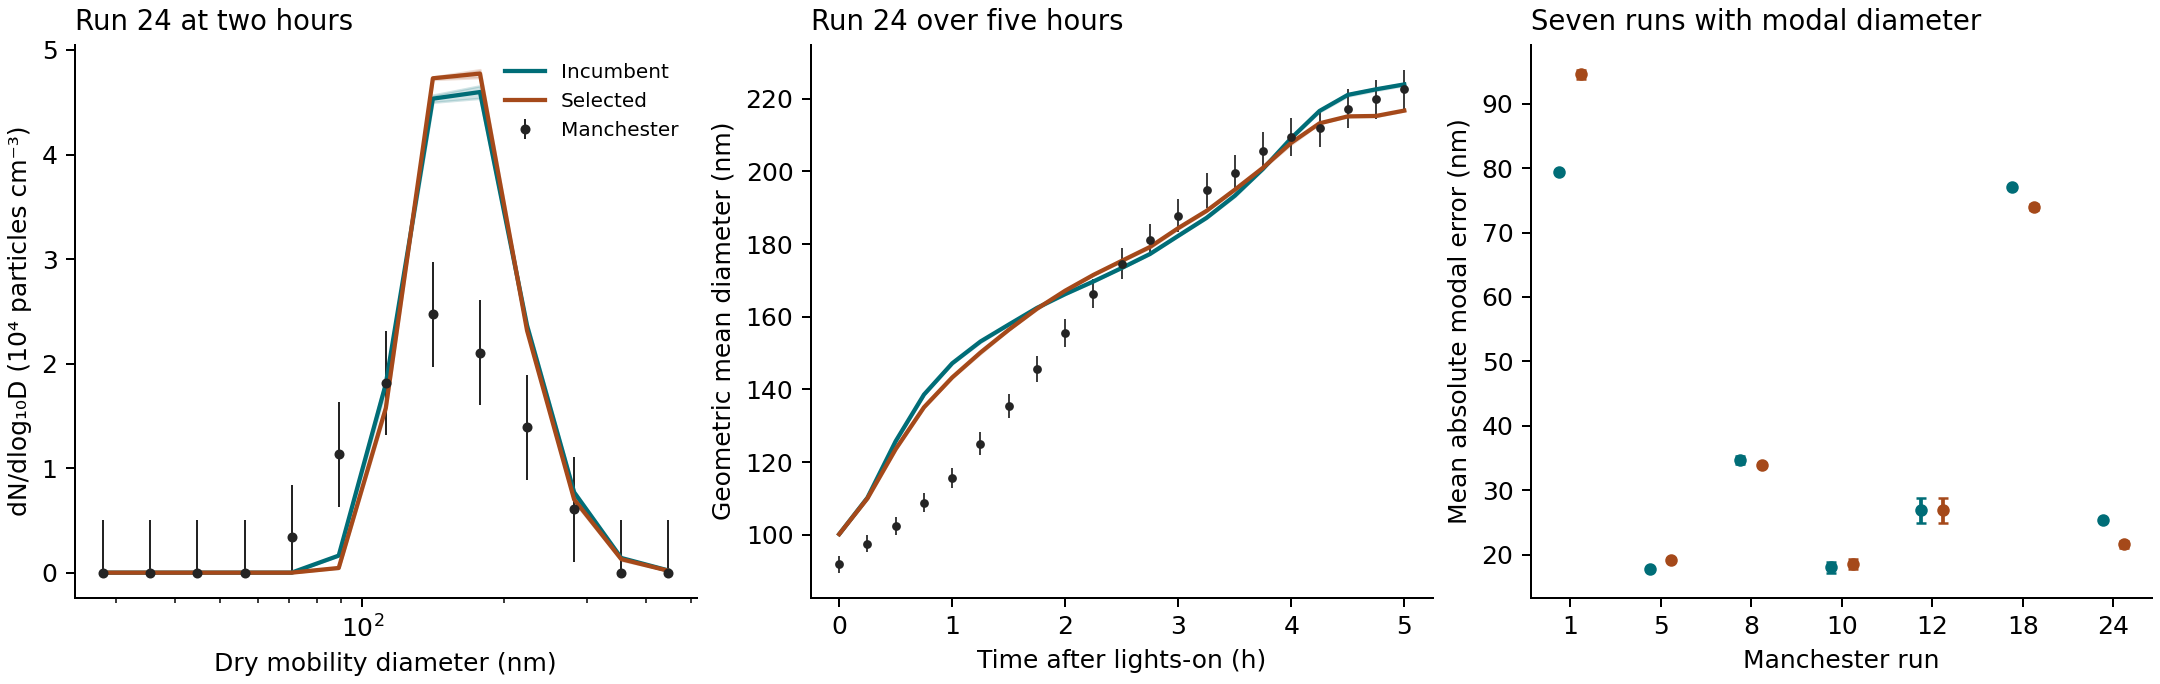 Run 24 at two hours
5
4
3
2
1
0
dN/dlog₁₀D (10⁴ particles cm⁻³)
Incumbent
Selected
Manchester
10²
Dry mobility diameter (nm)
Run 24 over five hours
220
200
180
160
140
120
100
Geometric mean diameter (nm)
0 1 2 3 4 5
Time after lights-on (h)
Seven runs with modal diameter
90
80
70
60
50
40
30
20
Mean absolute modal error (nm)
1 5 8 10 12 18 24
Manchester run